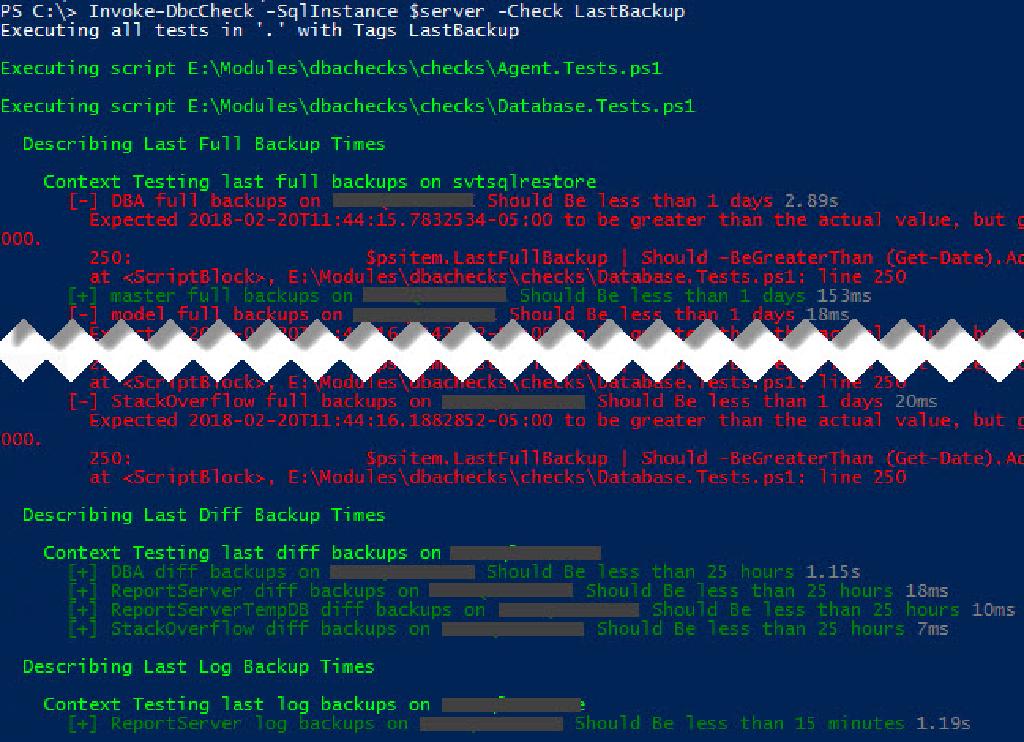 PS C:\> Invoke-DbcCheck -SqlInstance $server -Check LastBackup
Executing all tests in '.' with Tags LastBackup
Executing script E:\Modules\dbachecks\checks\Agent.Tests.ps1
Executing script E:\Modules\dbachecks\checks\Database.Tests.ps1
Describing Last Full Backup Times
Context Testing last full backups on svtsqlrestore
[-] DBA full backups on Should Be less than 1 days 2.89s
Expected 2018-02-20T11:44:15.7832534-05:00 to be greater than the actual value, but g
000.
250: $psitem.LastFullBackup | Should -BeGreaterThan (Get-Date).Ad
at <ScriptBlock>, E:\Modules\dbachecks\checks\Database.Tests.ps1: line 250
[+] master full backups on Should Be less than 1 days 153ms
[-] model full backups on Should Be less than 1 days 18ms
at <ScriptBlock>, E:\Modules\dbachecks\checks\Database.Tests.ps1: line 250
[-] StackOverflow full backups on Should Be less than 1 days 20ms
Expected 2018-02-20T11:44:16.1882852-05:00 to be greater than the actual value, but g
000.
250: $psitem.LastFullBackup | Should -BeGreaterThan (Get-Date).Ad
at <ScriptBlock>, E:\Modules\dbachecks\checks\Database.Tests.ps1: line 250
Describing Last Diff Backup Times
Context Testing last diff backups on
[+] DBA diff backups on Should Be less than 25 hours 1.15s
[+] ReportServer diff backups on Should Be less than 25 hours 18ms
[+] ReportServerTempDB diff backups on Should Be less than 25 hours 10ms
[+] StackOverflow diff backups on Should Be less than 25 hours 7ms
Describing Last Log Backup Times
Context Testing last log backups on
[+] ReportServer log backups on Should Be less than 15 minutes 1.19s